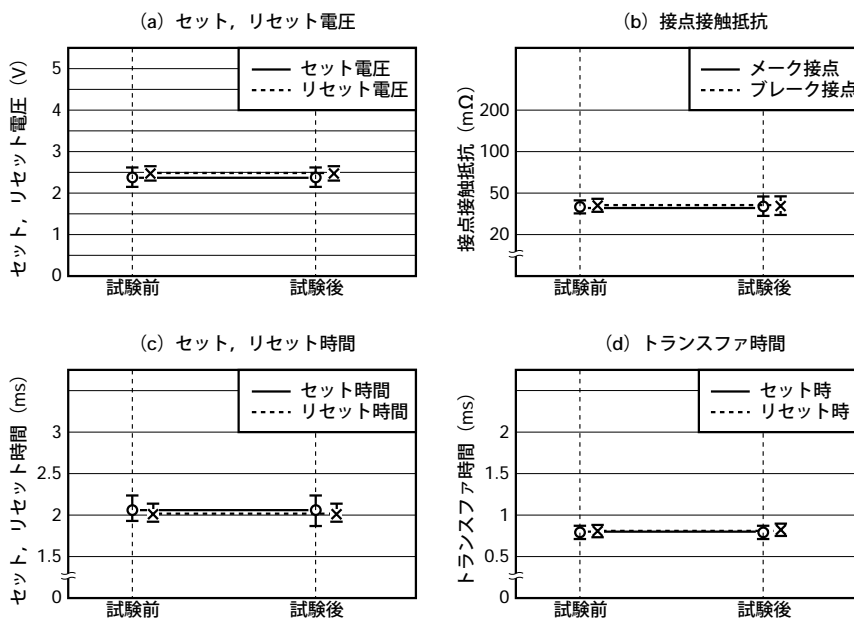 (a) セット，リセット電圧
セット，リセット電圧 (V)
5
4
3
2
1
0
セット電圧
リセット電圧
試験前
試験後
(b) 接点接触抵抗
接点接触抵抗 (mΩ)
200
100
50
20
0
メーク接点
ブレーク接点
試験前
試験後
(c) セット，リセット時間
セット，リセット時間 (ms)
3
2.5
2
1.5
0
セット時間
リセット時間
試験前
試験後
(d) トランスファ時間
トランスファ時間 (ms)
2
1
0.5
0
セット時
リセット時
試験前
試験後